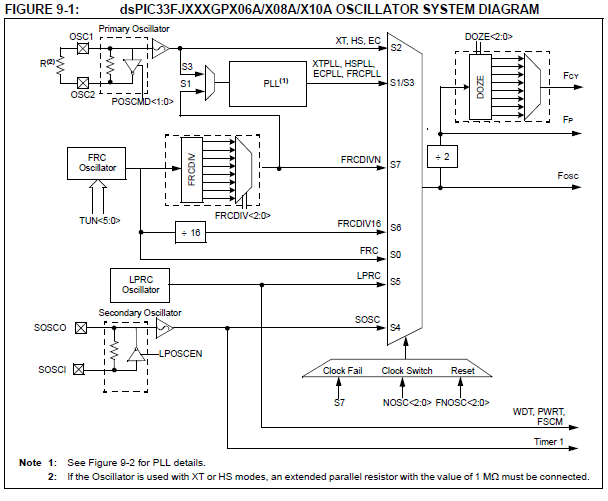 FIGURE 9-1: dsPIC33FJXXXGPX06A/X08A/X10A OSCILLATOR SYSTEM DIAGRAM
Primary Oscillator
OSC1
R(2)
OSC2
POSCMD<1:0>
S3
S1
PLL(1)
XT, HS, EC
S2
XTPLL, HSPLL,
ECPLL, FRCPLL
S1/S3
DOZE<2:0>
DOZE
FCY
FP
÷ 2
FOSC
FRC
Oscillator
TUN<5:0>
FRCDIV
FRCDIV<2:0>
FRCDIVN
S7
÷ 16
FRCDIV16
S6
FRC
S0
LPRC
Oscillator
LPRC
S5
Secondary Oscillator
SOSCO
SOSCI
LPOSCEN
SOSC
S4
Clock Fail
Clock Switch
Reset
S7
NOSC<2:0>
FNOSC<2:0>
WDT, PWRT,
FSCM
Timer 1
Note 1: See Figure 9-2 for PLL details.
2: If the Oscillator is used with XT or HS modes, an extended parallel resistor with the value of 1 MΩ must be connected.